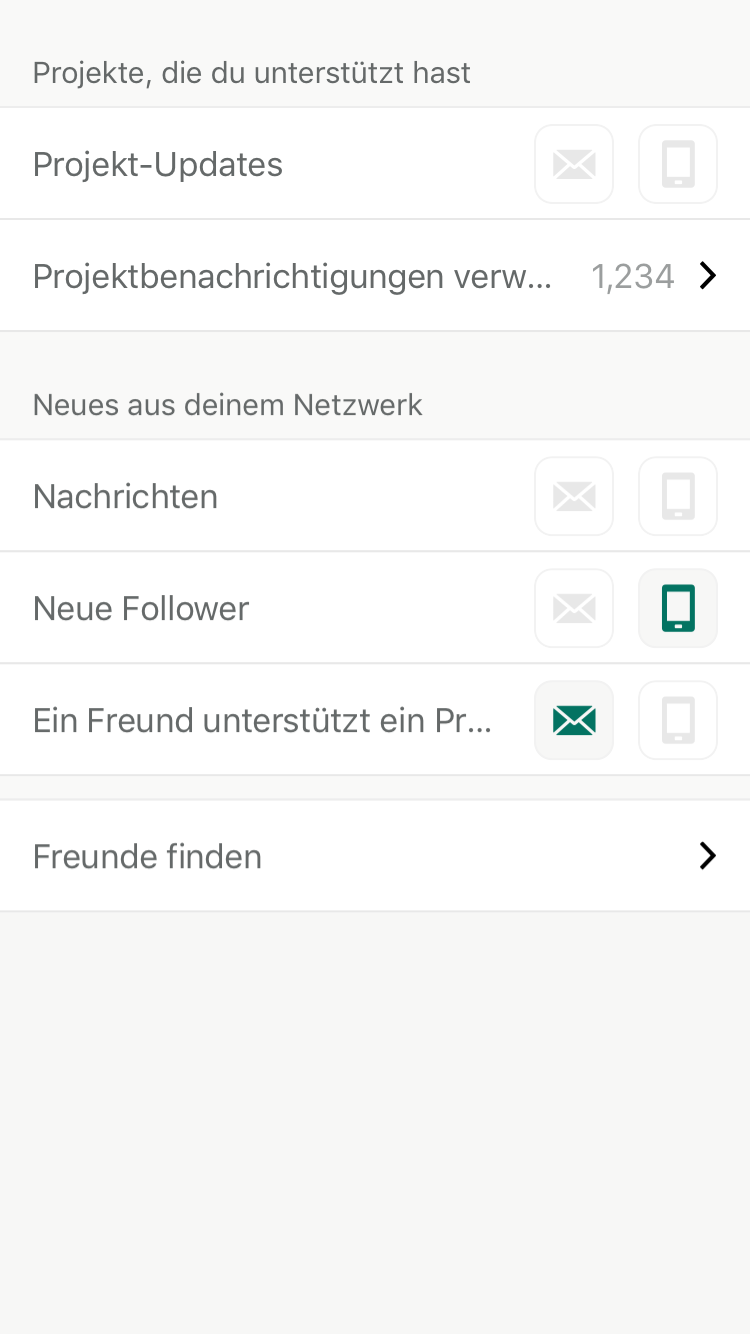 Projekte, die du unterstützt hast
Projekt-Updates
Projektbenachrichtigungen verw... 1,234
Neues aus deinem Netzwerk
Nachrichten
Neue Follower
Ein Freund unterstützt ein Pr...
Freunde finden